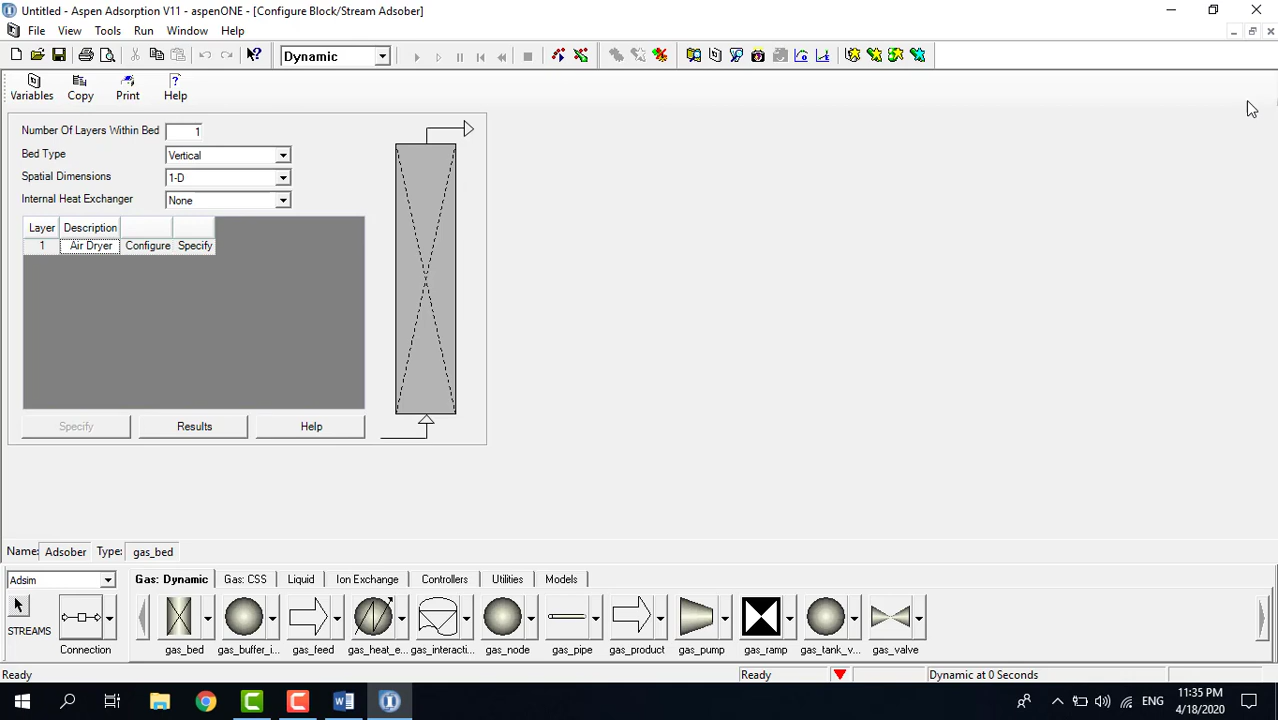 Untitled - Aspen Adsorption V11 - aspenONE - [Configure Block/Stream Adsober]
File View Tools Run Window Help
Dynamic
Variables Copy Print Help
Number Of Layers Within Bed 1
Bed Type Vertical
Spatial Dimensions 1-D
Internal Heat Exchanger None
Layer Description
1 Air Dryer Configure Specify
Specify Results Help
Name: Adsober Type: gas_bed
Adsim Gas: Dynamic Gas: CSS Liquid Ion Exchange Controllers Utilities Models
STREAMS Connection gas_bed gas_buffer_i... gas_feed gas_heat_e... gas_interacti... gas_node gas_pipe gas_product gas_pump gas_ramp gas_tank_v... gas_valve
Ready Ready Dynamic at 0 Seconds
ENG 11:35 PM
4/18/2020